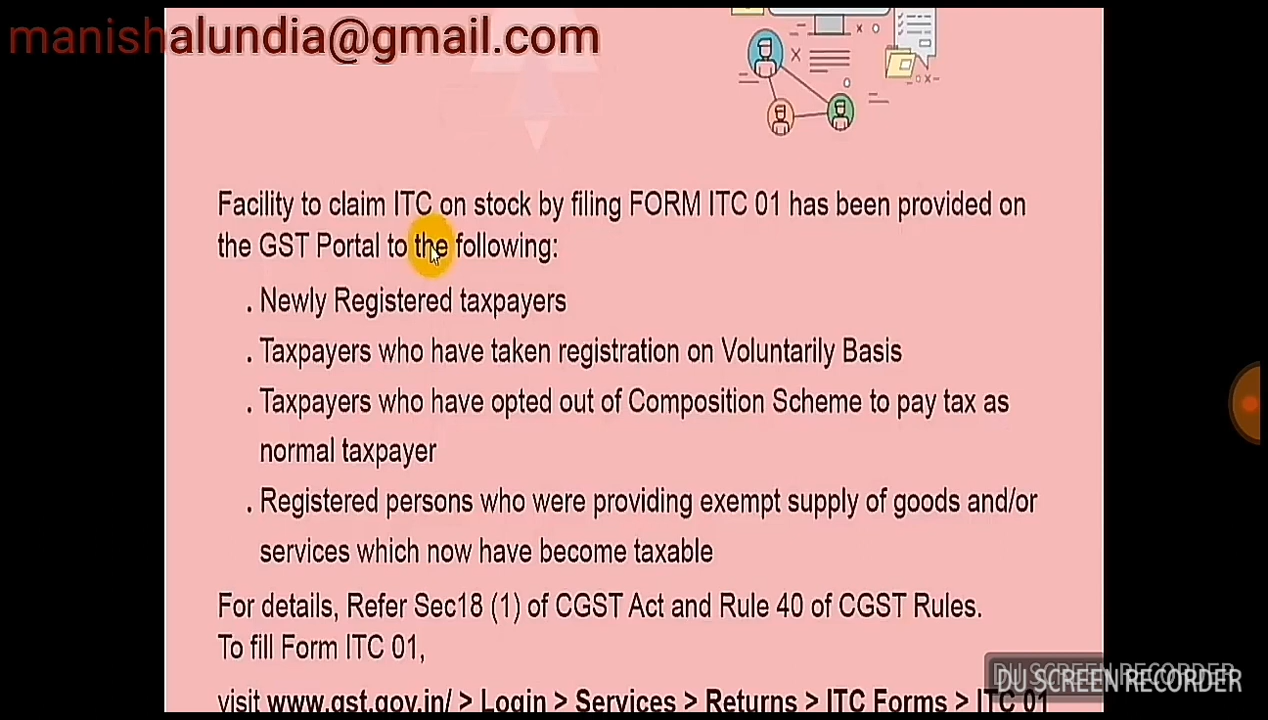 manishalundia@gmail.com
Facility to claim ITC on stock by filing FORM ITC 01 has been provided on
the GST Portal to the following:
. Newly Registered taxpayers
. Taxpayers who have taken registration on Voluntarily Basis
. Taxpayers who have opted out of Composition Scheme to pay tax as
normal taxpayer
. Registered persons who were providing exempt supply of goods and/or
services which now have become taxable
For details, Refer Sec18 (1) of CGST Act and Rule 40 of CGST Rules.
To fill Form ITC 01,
visit www.gst.gov.in/ > Login > Services > Returns > ITC Forms > ITC 01
DU SCREEN RECORDER
DU SCREEN RECORDER